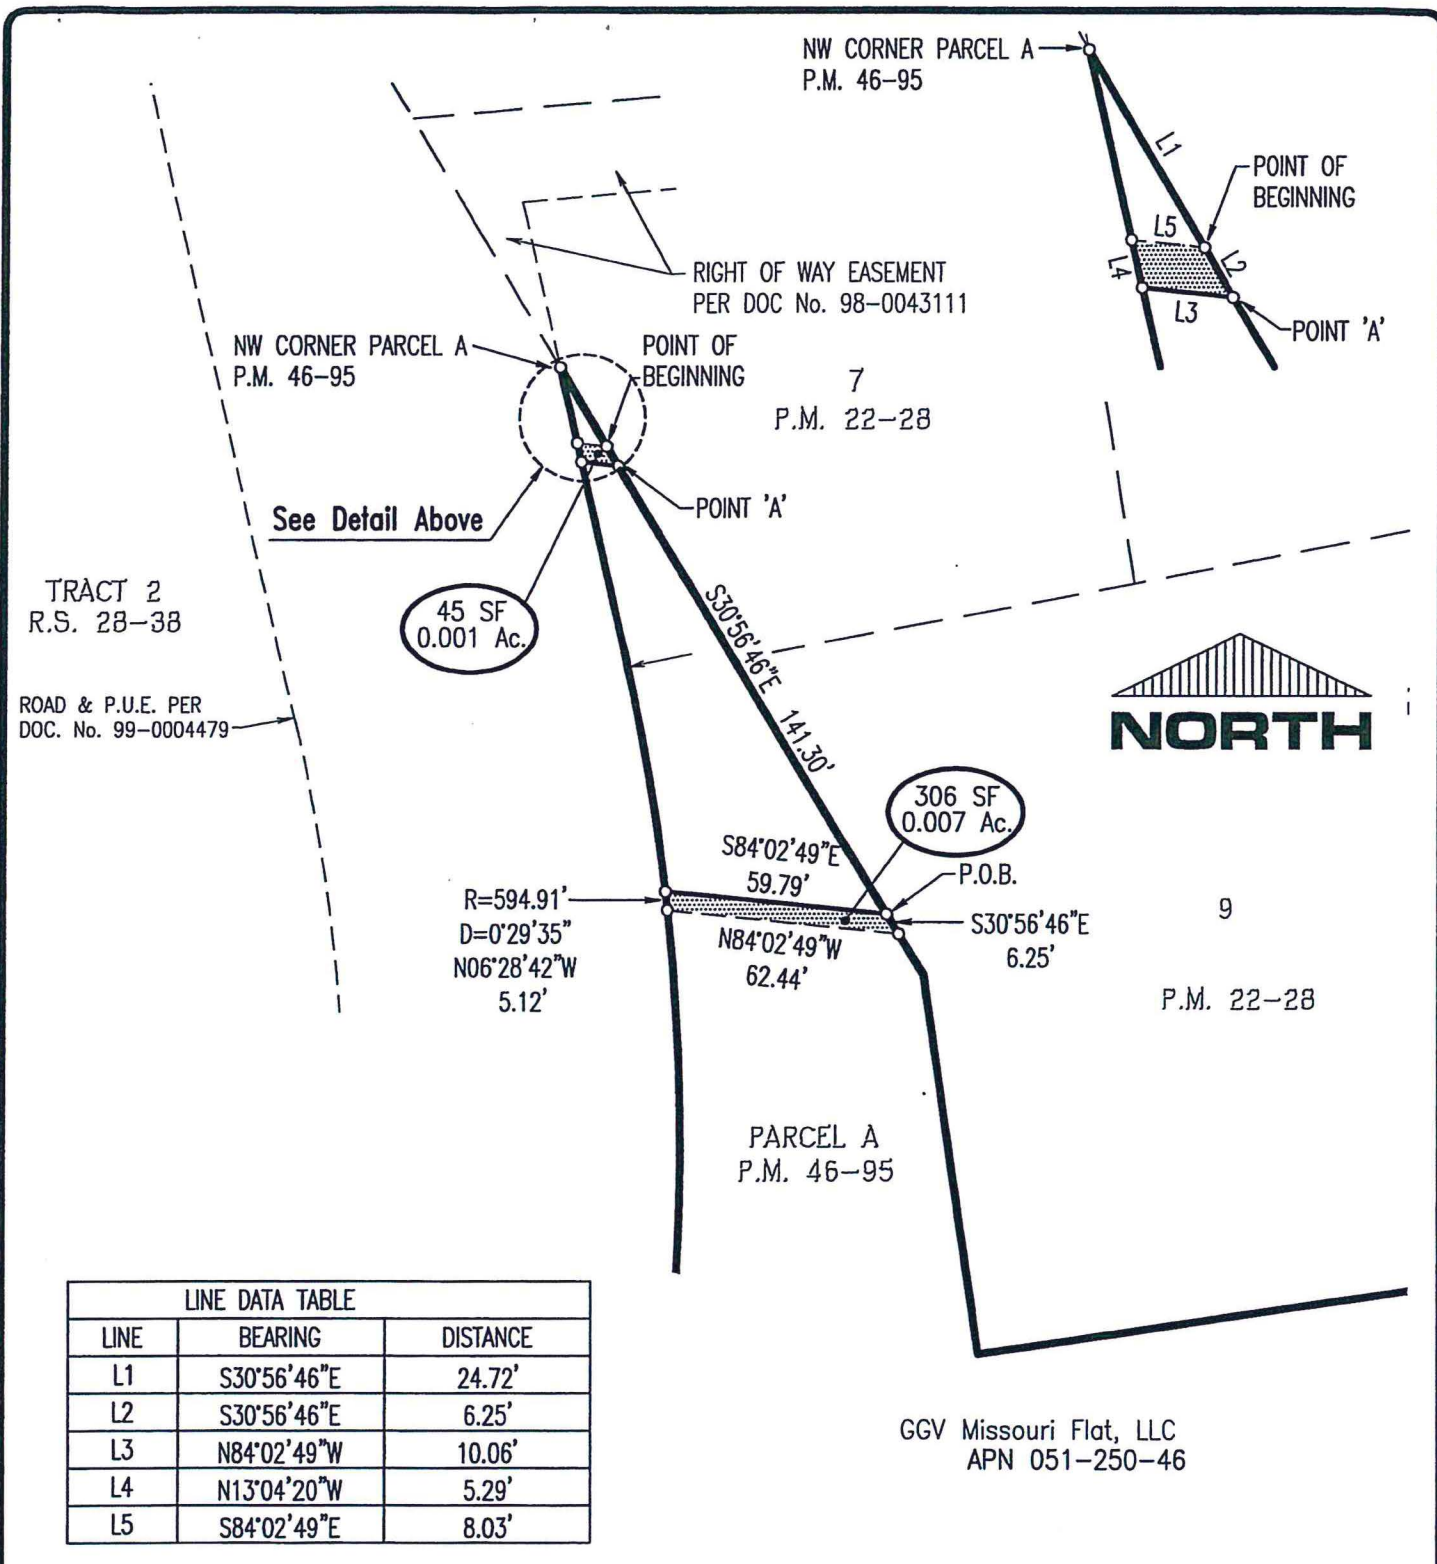 NW CORNER PARCEL A
P.M. 46-95
L1
POINT OF
BEGINNING
L5
L2
L4
L3
POINT 'A'
RIGHT OF WAY EASEMENT
PER DOC No. 98-0043111
NW CORNER PARCEL A
P.M. 46-95
POINT OF
BEGINNING
7
P.M. 22-28
See Detail Above
POINT 'A'
TRACT 2
R.S. 28-38
45 SF
0.001 Ac.
S30°56'46"E
141.30'
ROAD & P.U.E. PER
DOC. No. 99-0004479
NORTH
306 SF
0.007 Ac.
S84°02'49"E
59.79'
P.O.B.
R=594.91'
D=0°29'35"
N06°28'42"W
5.12'
N84°02'49"W
62.44'
S30°56'46"E
6.25'
9
P.M. 22-28
PARCEL A
P.M. 46-95
LINE DATA TABLE
LINE BEARING DISTANCE
L1 S30°56'46"E 24.72'
L2 S30°56'46"E 6.25'
L3 N84°02'49"W 10.06'
L4 N13°04'20"W 5.29'
L5 S84°02'49"E 8.03'
GGV Missouri Flat, LLC
APN 051-250-46